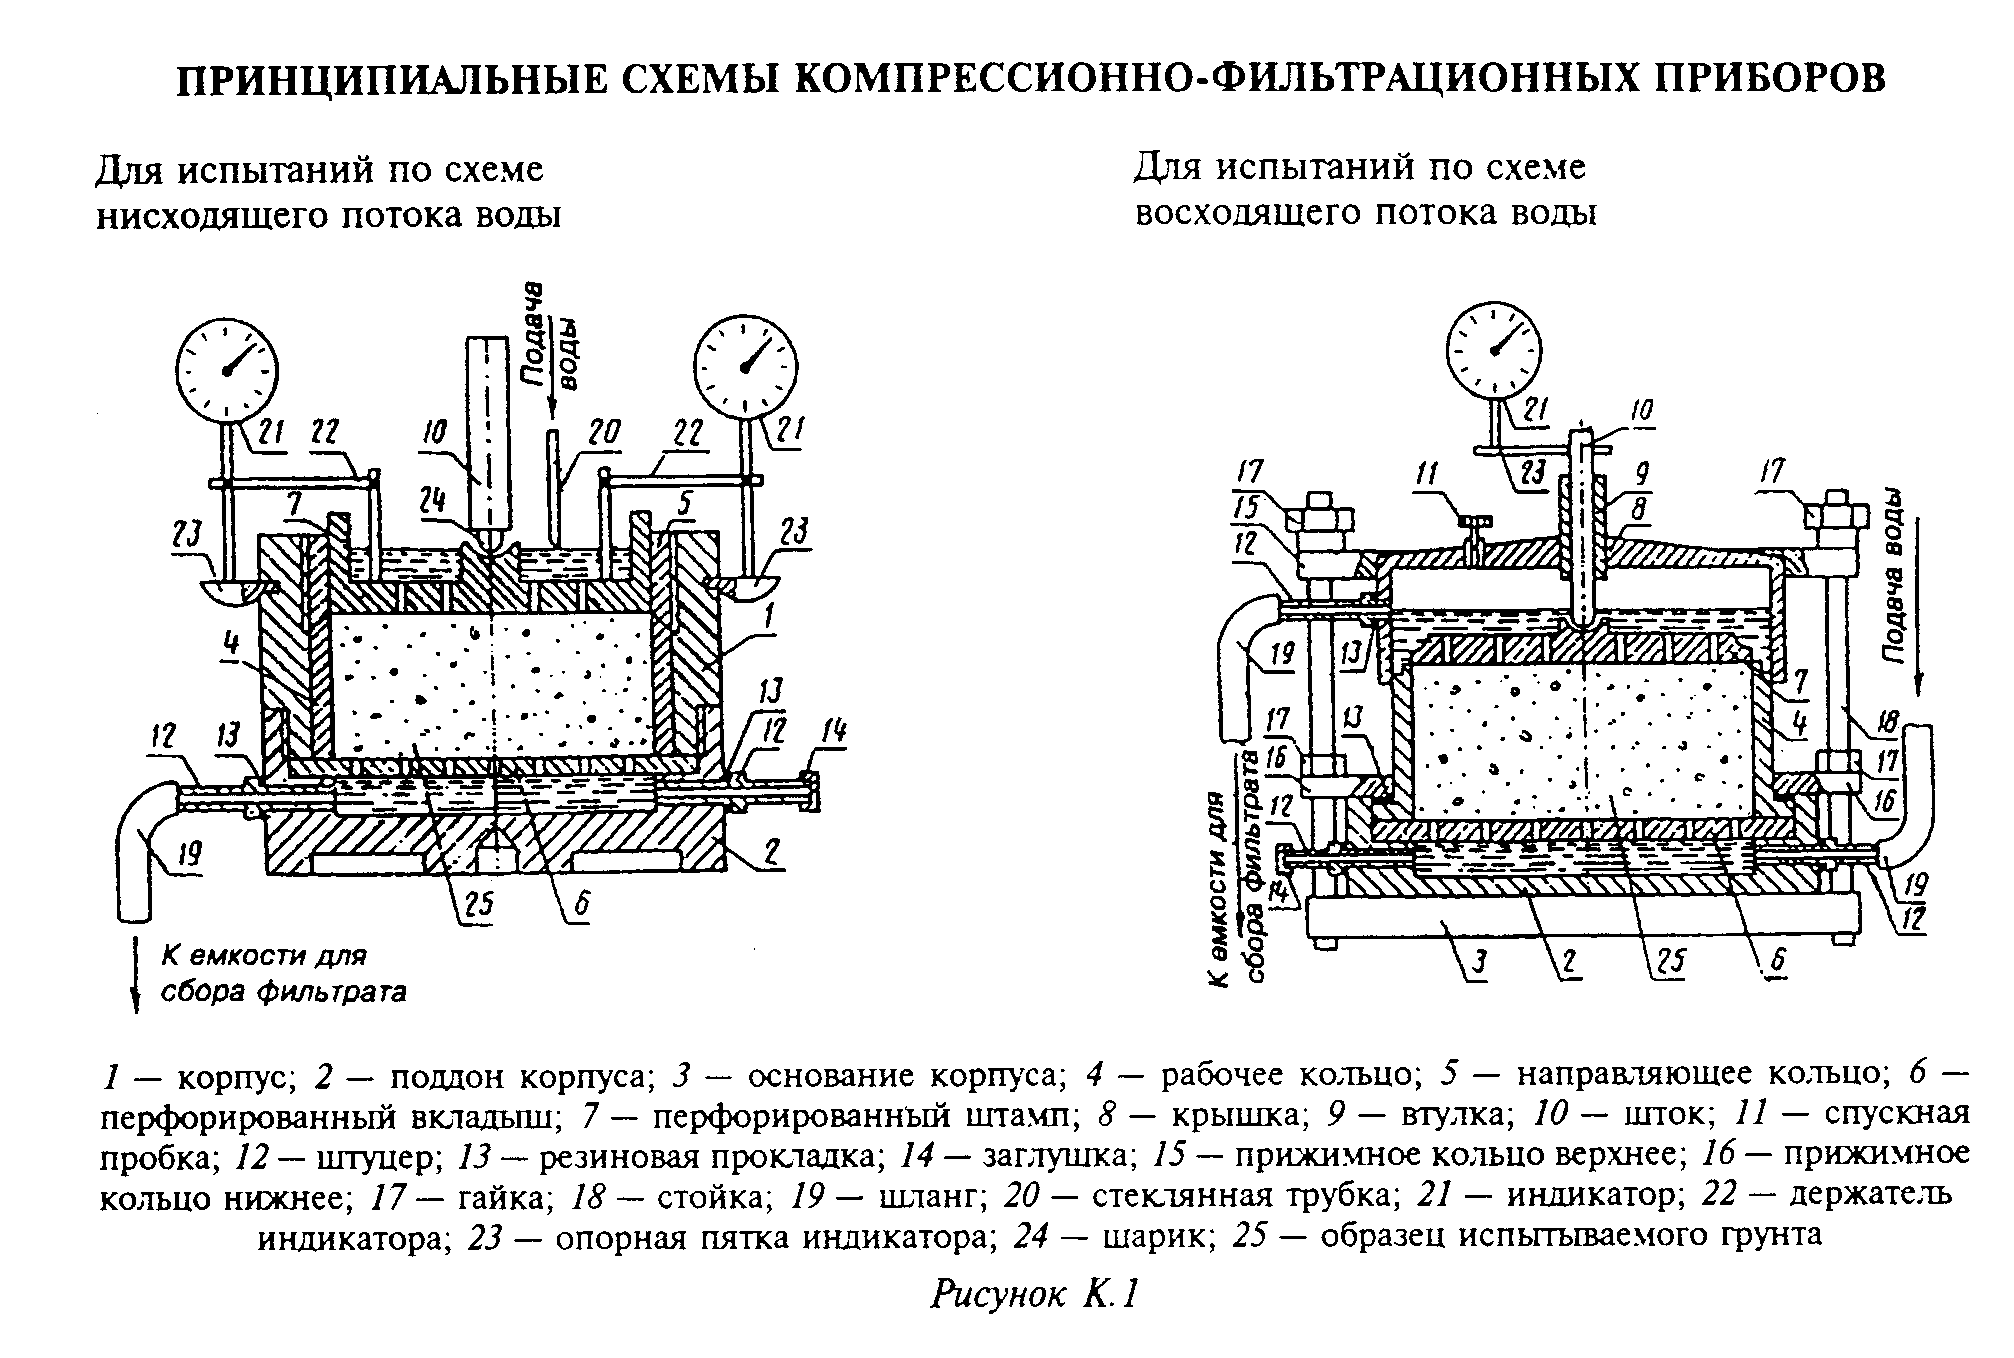 ПРИНЦИПИАЛЬНЫЕ СХЕМЫ КОМПРЕССИОННО-ФИЛЬТРАЦИОННЫХ ПРИБОРОВ
Для испытаний по схеме
нисходящего потока воды
Подача
воды
21
22
10
20
22
21
7
24
5
23
23
4
1
12
13
13
12
14
19
2
25
6
К емкости для
сбора фильтрата
Для испытаний по схеме
восходящего потока воды
21
10
17
15
12
11
23
9
8
17
Подача воды
19
13
7
4
18
17
13
16
17
16
12
14
К емкости для
сбора фильтрата
19
12
3
2
25
6
1 — корпус; 2 — поддон корпуса; 3 — основание корпуса; 4 — рабочее кольцо; 5 — направляющее кольцо; 6 —
перфорированный вкладыш; 7 — перфорированный штамп; 8 — крышка; 9 — втулка; 10 — шток; 11 — спускная
пробка; 12 — штуцер; 13 — резиновая прокладка; 14 — заглушка; 15 — прижимное кольцо верхнее; 16 — прижимное
кольцо нижнее; 17 — гайка; 18 — стойка; 19 — шланг; 20 — стеклянная трубка; 21 — индикатор; 22 — держатель
индикатора; 23 — опорная пятка индикатора; 24 — шарик; 25 — образец испытываемого грунта
Рисунок К.1